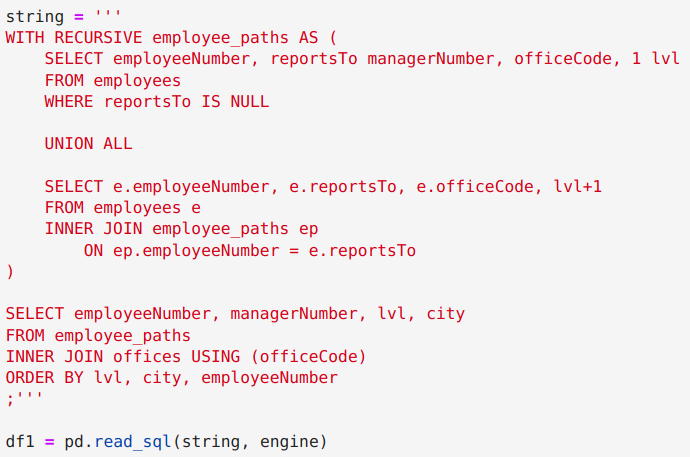 string = '''
WITH RECURSIVE employee_paths AS (
    SELECT employeeNumber, reportsTo managerNumber, officeCode, 1 lvl
    FROM employees
    WHERE reportsTo IS NULL

    UNION ALL

    SELECT e.employeeNumber, e.reportsTo, e.officeCode, lvl+1
    FROM employees e
    INNER JOIN employee_paths ep
        ON ep.employeeNumber = e.reportsTo
)

SELECT employeeNumber, managerNumber, lvl, city
FROM employee_paths
INNER JOIN offices USING (officeCode)
ORDER BY lvl, city, employeeNumber
;'''

df1 = pd.read_sql(string, engine)